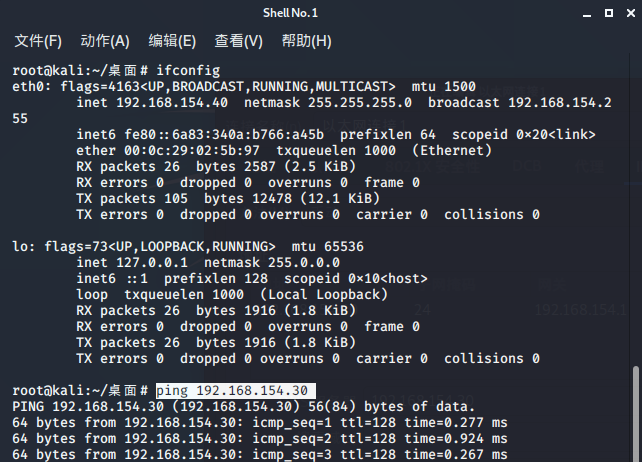 Shell No. 1
文件(F) 动作(A) 编辑(E) 查看(V) 帮助(H)
root@kali:~/桌面# ifconfig
eth0: flags=4163<UP,BROADCAST,RUNNING,MULTICAST>  mtu 1500
        inet 192.168.154.40  netmask 255.255.255.0  broadcast 192.168.154.2
55
        inet6 fe80::6a83:340a:b766:a45b  prefixlen 64  scopeid 0×20<link>
        ether 00:0c:29:02:5b:97  txqueuelen 1000  (Ethernet)
        RX packets 26  bytes 2587 (2.5 KiB)
        RX errors 0  dropped 0  overruns 0  frame 0
        TX packets 105  bytes 12478 (12.1 KiB)
        TX errors 0  dropped 0 overruns 0  carrier 0  collisions 0
lo: flags=73<UP,LOOPBACK,RUNNING>  mtu 65536
        inet 127.0.0.1  netmask 255.0.0.0
        inet6 ::1  prefixlen 128  scopeid 0×10<host>
        loop  txqueuelen 1000  (Local Loopback)
        RX packets 26  bytes 1916 (1.8 KiB)
        RX errors 0  dropped 0  overruns 0  frame 0
        TX packets 26  bytes 1916 (1.8 KiB)
        TX errors 0  dropped 0 overruns 0  carrier 0  collisions 0
root@kali:~/桌面# ping 192.168.154.30
PING 192.168.154.30 (192.168.154.30) 56(84) bytes of data.
64 bytes from 192.168.154.30: icmp_seq=1 ttl=128 time=0.277 ms
64 bytes from 192.168.154.30: icmp_seq=2 ttl=128 time=0.924 ms
64 bytes from 192.168.154.30: icmp_seq=3 ttl=128 time=0.267 ms